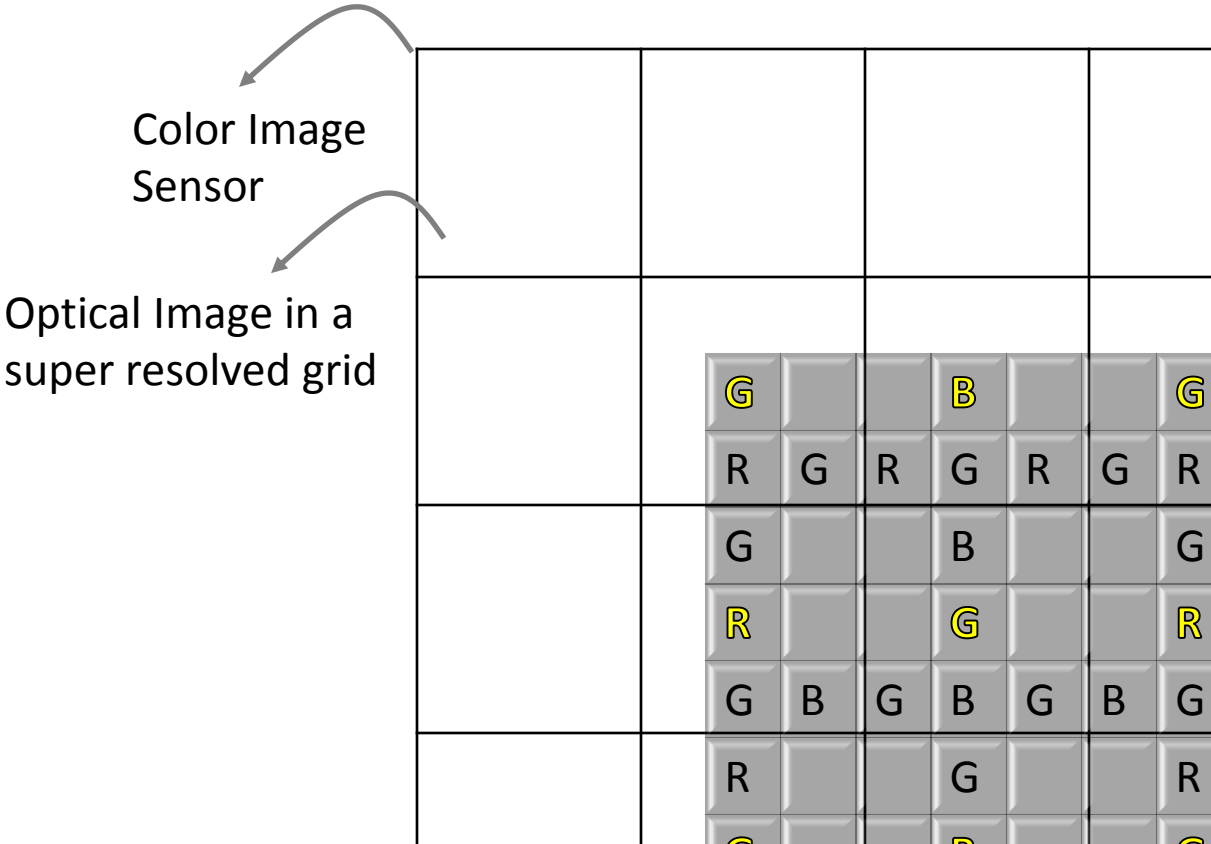 Color Image
Sensor
Optical Image in a
super resolved grid
G B G
R G R G R G R
G B G
R G R
G B G B G B G
R G R
G B G